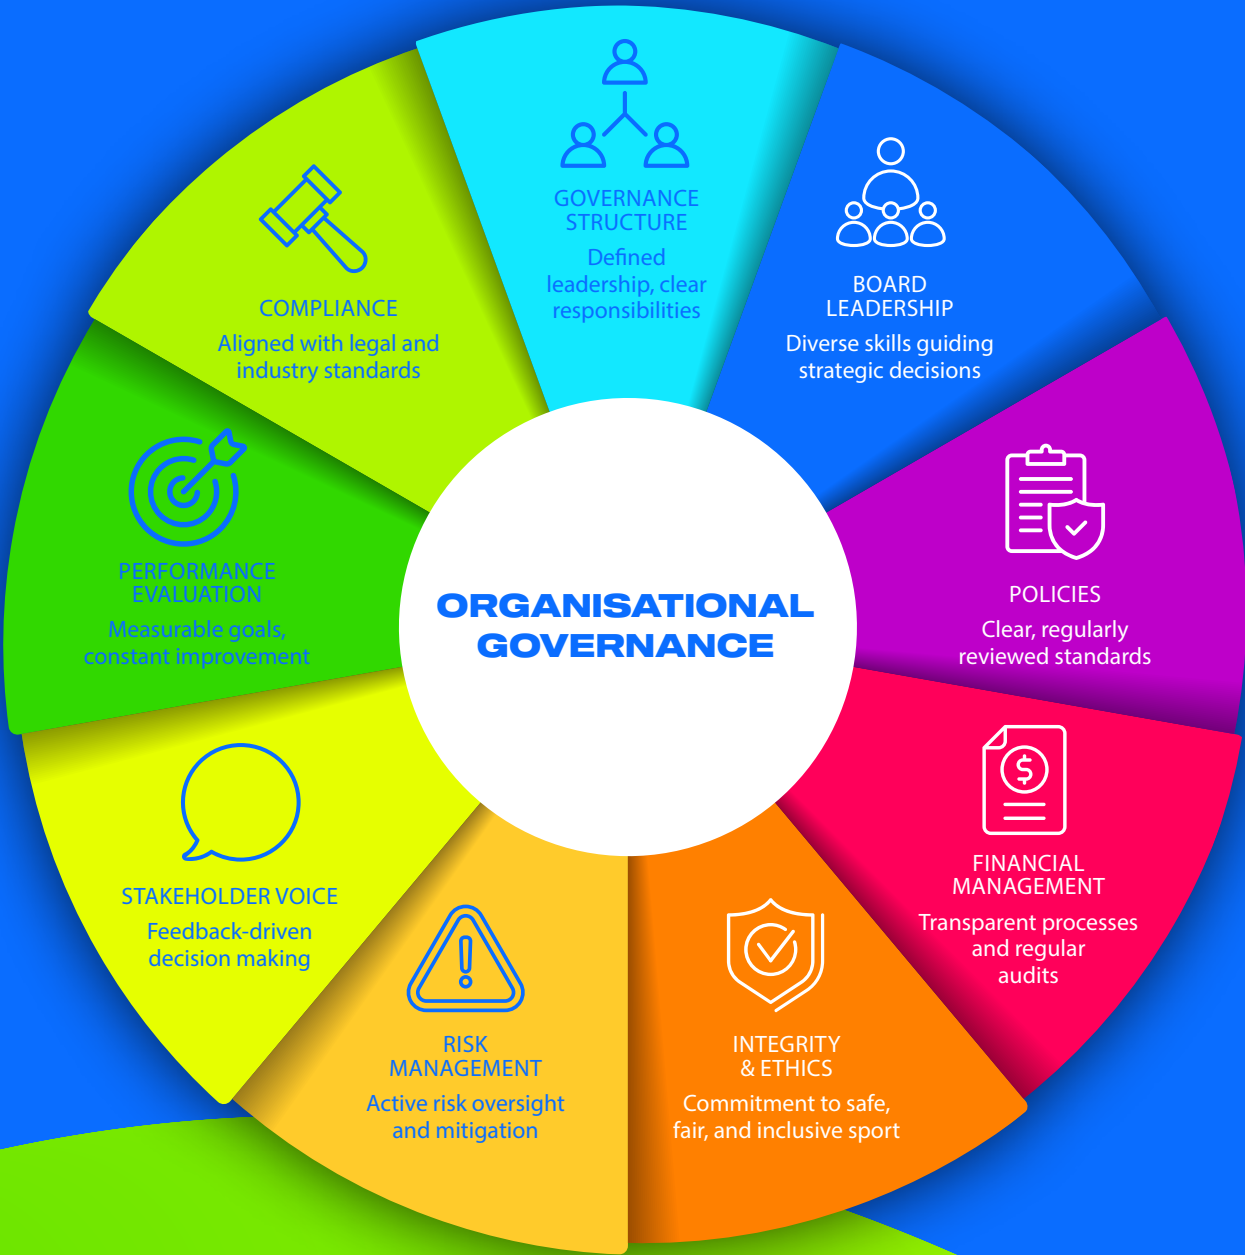 GOVERNANCE
STRUCTURE
Defined
leadership, clear
responsibilities
BOARD
LEADERSHIP
Diverse skills guiding
strategic decisions
POLICIES
Clear, regularly
reviewed standards
$
FINANCIAL
MANAGEMENT
Transparent processes
and regular
audits
INTEGRITY
& ETHICS
Commitment to safe,
fair, and inclusive sport
RISK
MANAGEMENT
Active risk oversight
and mitigation
STAKEHOLDER VOICE
Feedback-driven
decision making
PERFORMANCE
EVALUATION
Measurable goals,
constant improvement
COMPLIANCE
Aligned with legal and
industry standards
ORGANISATIONAL
GOVERNANCE